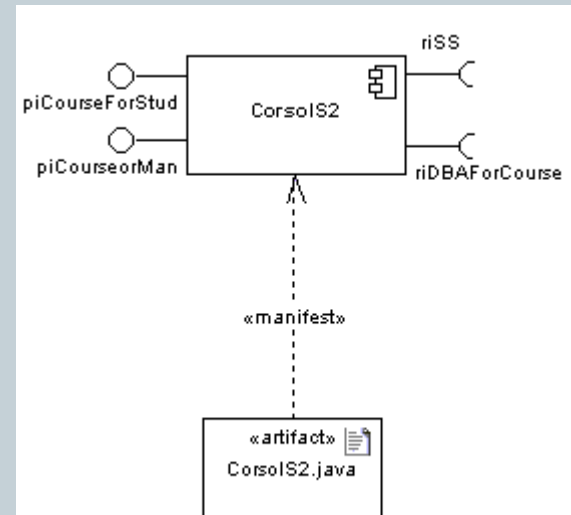 riSS
piCourseForStud
CorsoIS2
piCourseorMan
riDBAForCourse
«manifest»
«artifact»
CorsoIS2.java